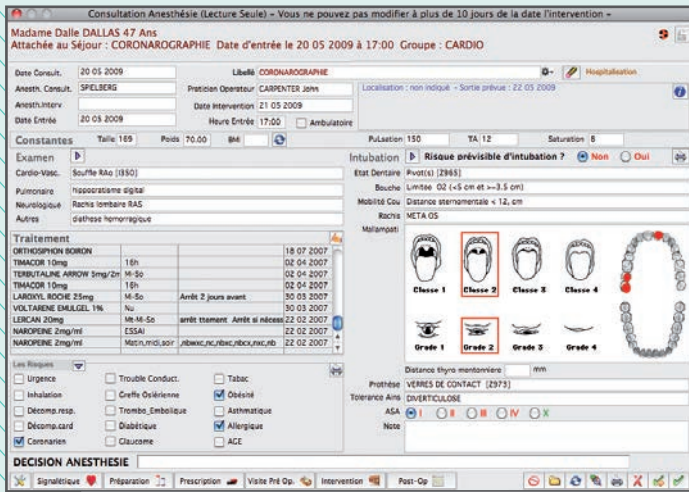 Consultation Anesthésie (Lecture Seule) - Vous ne pouvez pas modifier à plus de 10 jours de la date l'intervention -
Madame Dalle DALLAS 47 Ans
Attachée au Séjour : CORONAROGRAPHIE Date d'entrée le 20 05 2009 à 17:00 Groupe : CARDIO
Date Consult. 20 05 2009 Libellé CORONAROGRAPHIE Hospitalisation
Anesth. Consult. SPIELBERG Praticien Operateur CARPENTER John Localisation : non indiqué - Sortie prévue : 22 05 2009
Anesth.Interv Date Intervention 21 05 2009
Date Entrée 20 05 2009 Heure Entrée 17:00 Ambulatoire
Constantes Taille 169 Poids 70.00 BMI Pulsation 150 TA 12 Saturation 8
Examen Intubation Risque prévisible d'intubation ? Non Oui
Cardio-Vasc. Souffle RAo [I350] Etat Dentaire Pivot(s) [Z965]
Pulmonaire hippocratisme digital Bouche Limitée O2 (<5 cm et >=3.5 cm)
Neurologique Rachis lombaire RAS Mobilité Cou Distance sternomentale < 12, cm
Autres diathese hemorragique Rachis META OS
Traitement Mallampati
ORTHOSIPHON BOIRON 18 07 2007
TIMACOR 10mg 16h 02 04 2007
TERBUTALINE ARROW 5mg/2m M-So 02 04 2007
TIMACOR 10mg 16h 02 04 2007
LAROXYL ROCHE 25mg M-So Arrêt 2 jours avant 30 03 2007
VOLTARENE EMULGEL 1% Nu 30 03 2007
LERCAN 20mg Mt-M-So arrêt ttement Arrêt si nécess 22 02 2007
NAROPEINE 2mg/ml ESSAI 22 02 2007
NAROPEINE 2mg/ml Matin,midi,soir ,nbwxc,nc,nbxc,nbcx,nxc,nb 22 02 2007
Classe 1 Classe 2 Classe 3 Classe 4
Grade 1 Grade 2 Grade 3 Grade 4
Les Risques
Urgence Trouble Conduct. Tabac
Inhalation Greffe Oslérienne Obésité
Décomp.resp. Trombo_Embolique Asthmatique
Décomp.card Diabétique Allergique
Coronarien Glaucome AGE
Distance thyro mentonniere mm
Prothèse VERRES DE CONTACT [Z973]
Tolerance Ains DIVERTICULOSE
ASA I II III IV X
Note
DECISION ANESTHESIE
Signalétique Préparation Prescription Visite Pré Op. Intervention Post-Op